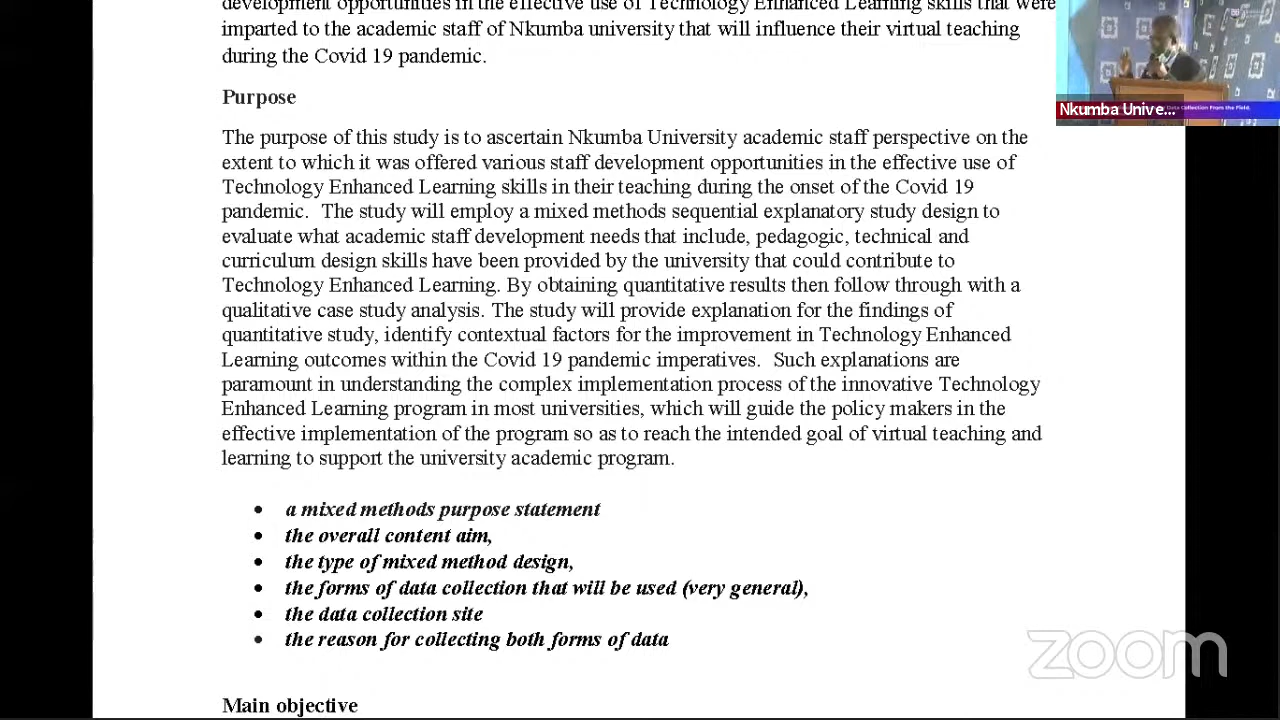 development opportunities in the effective use of Technology Enhanced Learning skills that were
imparted to the academic staff of Nkumba university that will influence their virtual teaching
during the Covid 19 pandemic.
Purpose
The purpose of this study is to ascertain Nkumba University academic staff perspective on the
extent to which it was offered various staff development opportunities in the effective use of
Technology Enhanced Learning skills in their teaching during the onset of the Covid 19
pandemic.  The study will employ a mixed methods sequential explanatory study design to
evaluate what academic staff development needs that include, pedagogic, technical and
curriculum design skills have been provided by the university that could contribute to
Technology Enhanced Learning. By obtaining quantitative results then follow through with a
qualitative case study analysis. The study will provide explanation for the findings of
quantitative study, identify contextual factors for the improvement in Technology Enhanced
Learning outcomes within the Covid 19 pandemic imperatives.  Such explanations are
paramount in understanding the complex implementation process of the innovative Technology
Enhanced Learning program in most universities, which will guide the policy makers in the
effective implementation of the program so as to reach the intended goal of virtual teaching and
learning to support the university academic program.
• a mixed methods purpose statement
• the overall content aim,
• the type of mixed method design,
• the forms of data collection that will be used (very general),
• the data collection site
• the reason for collecting both forms of data
Main objective
Nkumba Unive...
Data Collection From the Field.
zoom